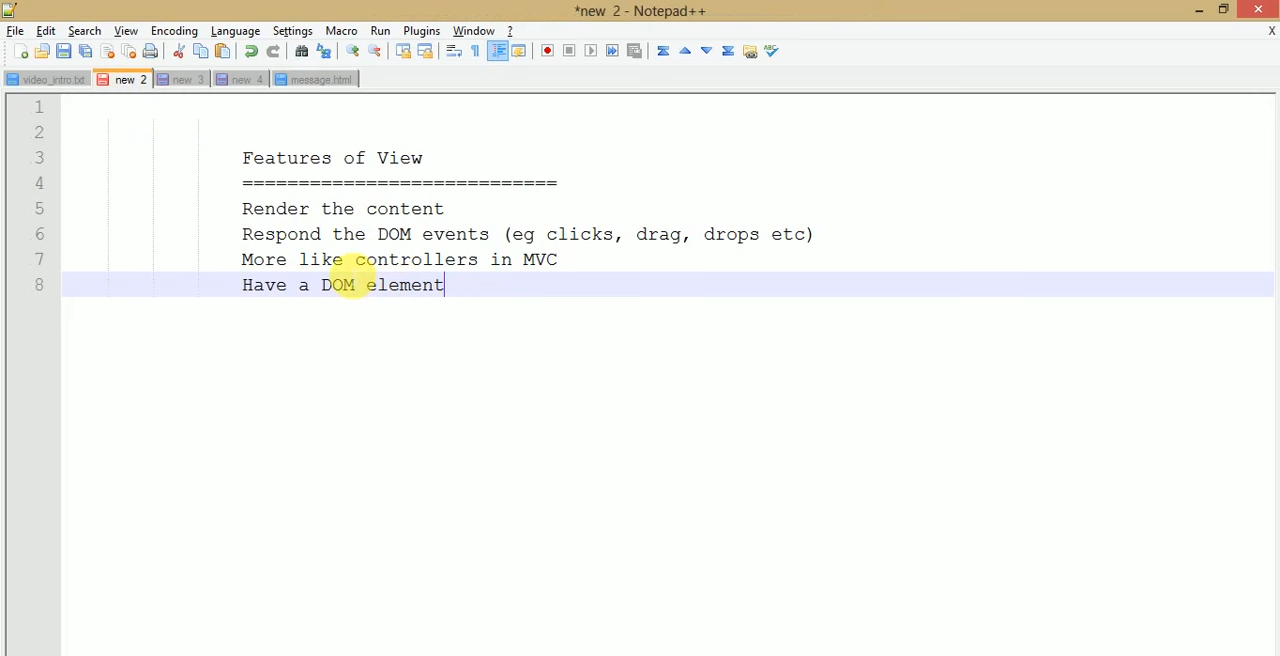 *new  2 - Notepad++
File Edit Search View Encoding Language Settings Macro Run Plugins Window ? X
video_intro.txt new 2 new 3 new 4 message.html
1
2
3 Features of View
4 ============================
5 Render the content
6 Respond the DOM events (eg clicks, drag, drops etc)
7 More like controllers in MVC
8 Have a DOM element